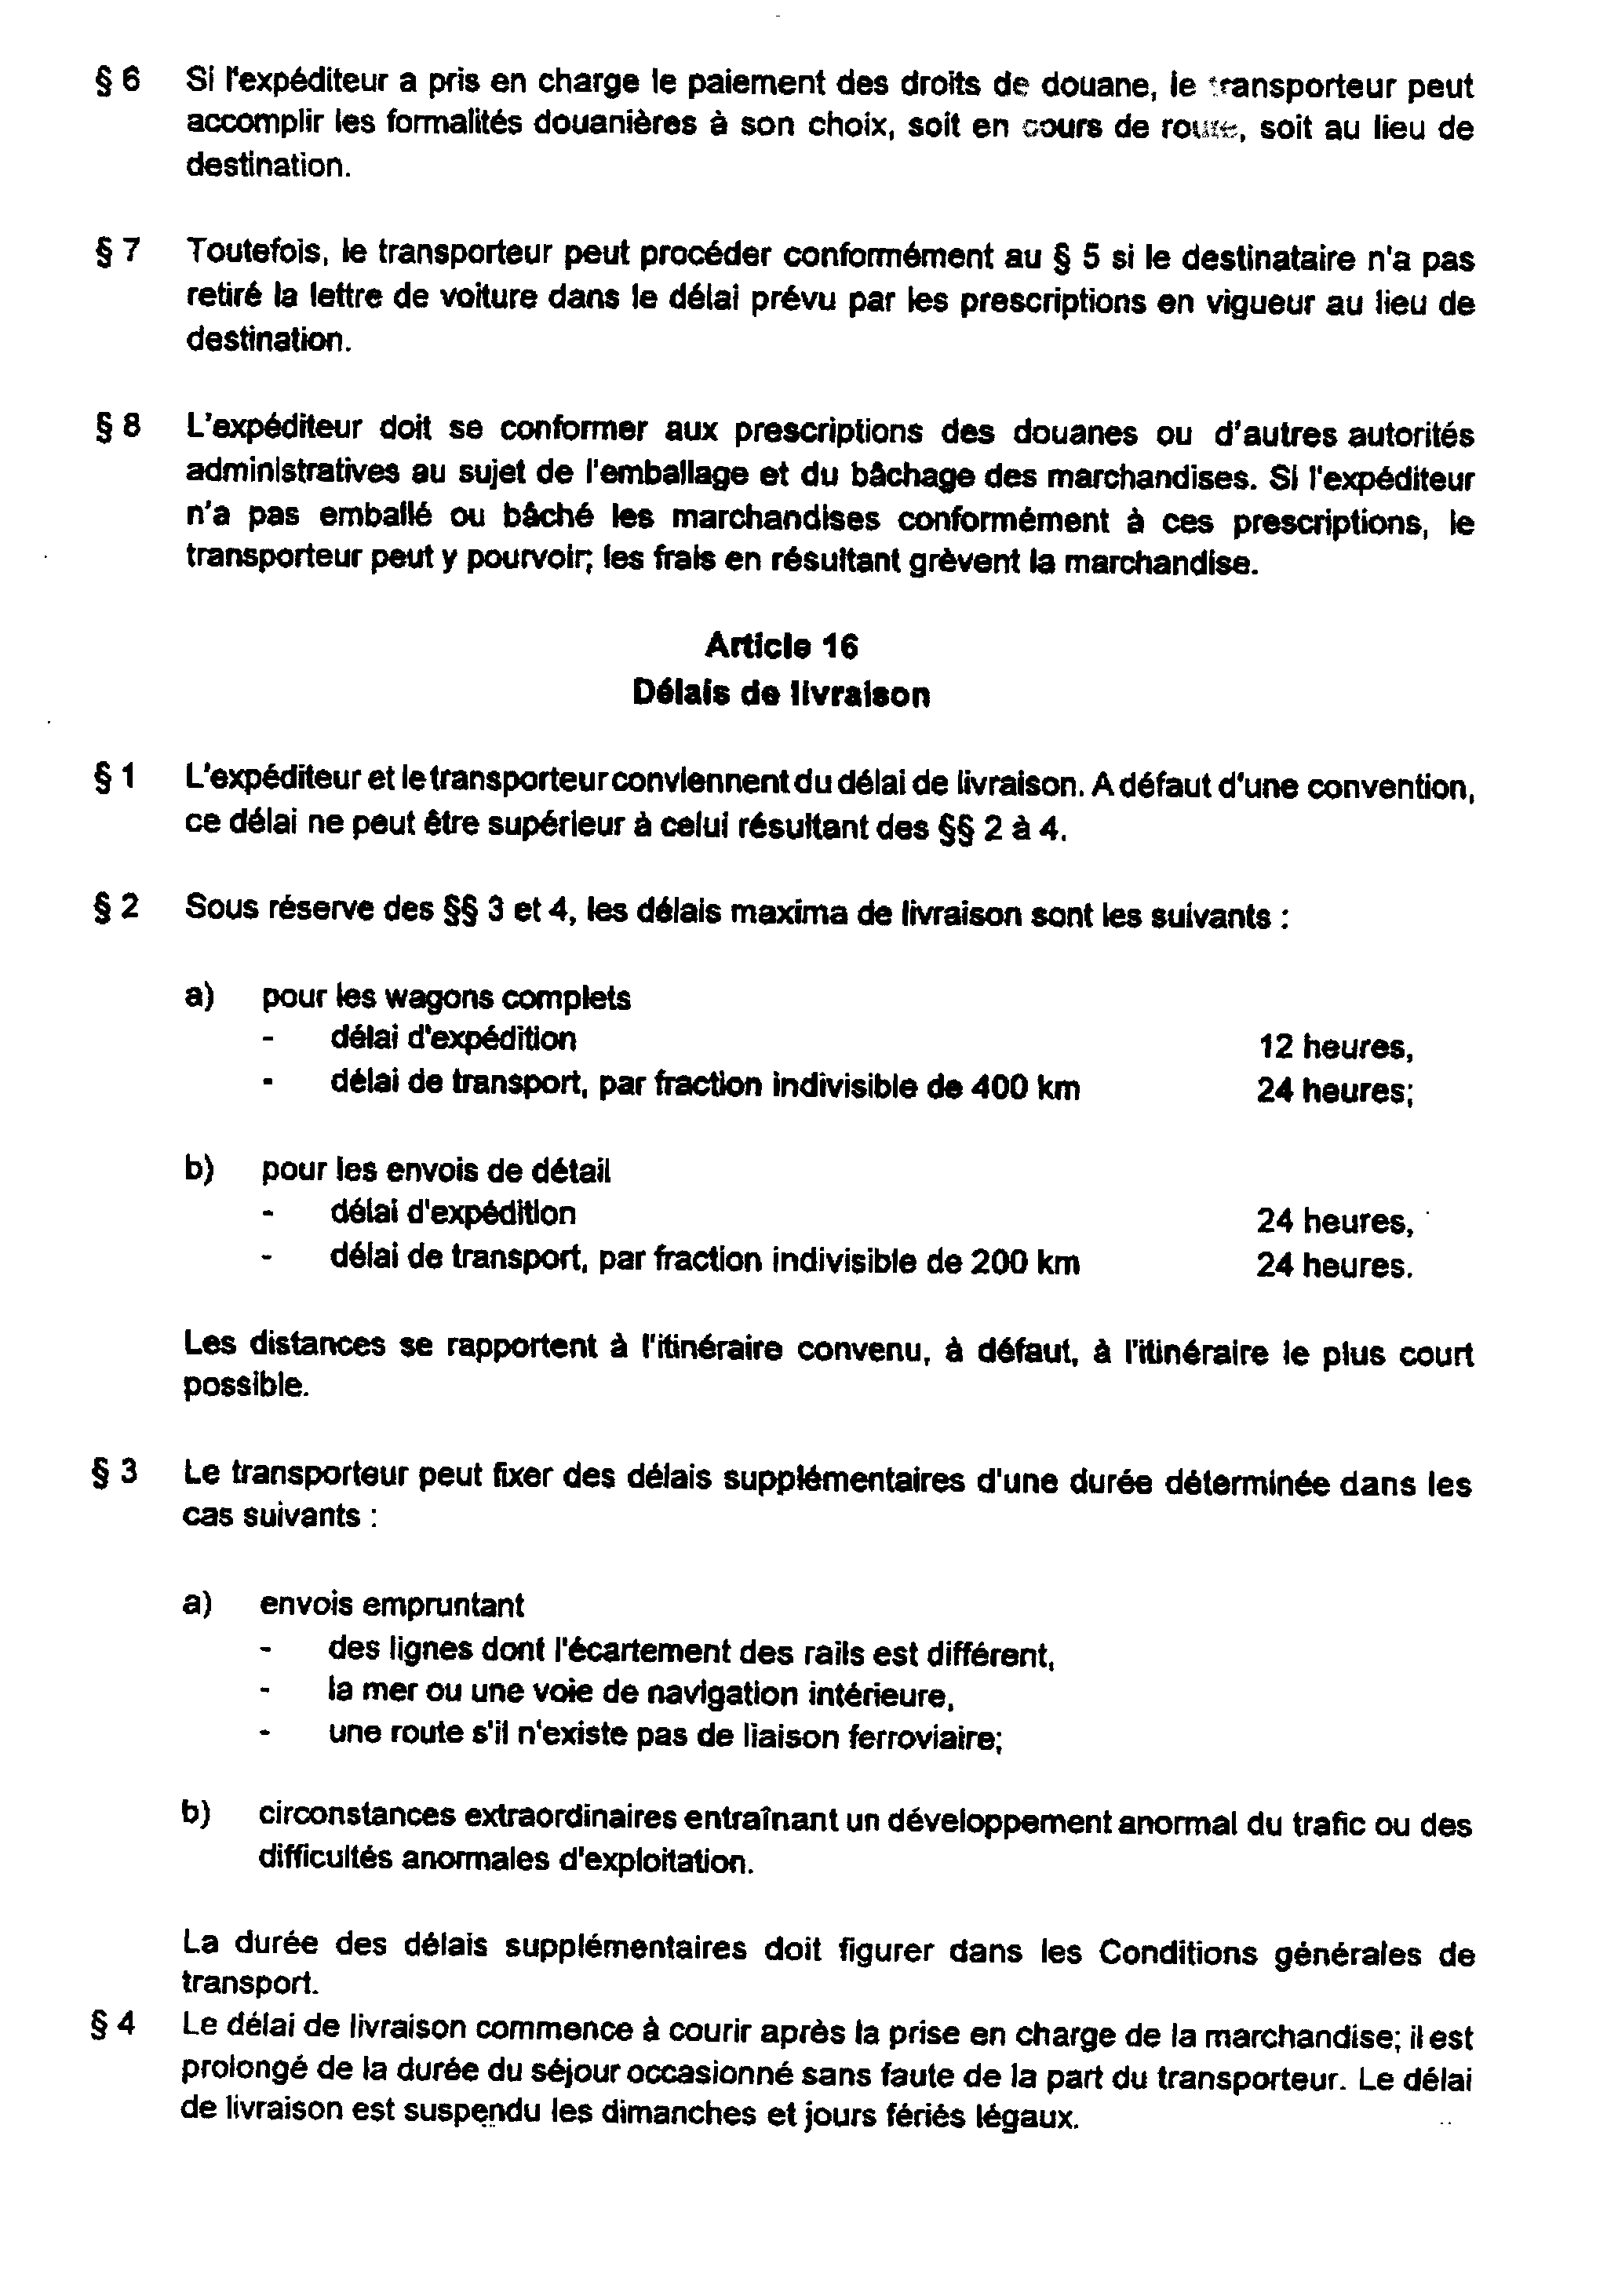 § 6 Si l'expéditeur a pris en charge le paiement des droits de douane, le transporteur peut
accomplir les formalités douanières à son choix, soit en cours de route, soit au lieu de
destination.
§ 7 Toutefois, le transporteur peut procéder conformément au § 5 si le destinataire n'a pas
retiré la lettre de voiture dans le délai prévu par les prescriptions en vigueur au lieu de
destination.
§ 8 L'expéditeur doit se conformer aux prescriptions des douanes ou d'autres autorités
administratives au sujet de l'emballage et du bâchage des marchandises. Si l'expéditeur
n'a pas emballé ou bâché les marchandises conformément à ces prescriptions, le
transporteur peut y pourvoir; les frais en résultant grèvent la marchandise.
Article 16
Délais de livraison
§ 1 L'expéditeur et le transporteur conviennent du délai de livraison. A défaut d'une convention,
ce délai ne peut être supérieur à celui résultant des §§ 2 à 4.
§ 2 Sous réserve des §§ 3 et 4, les délais maxima de livraison sont les suivants :
a) pour les wagons complets
- délai d'expédition 12 heures,
- délai de transport, par fraction indivisible de 400 km 24 heures;
b) pour les envois de détail
- délai d'expédition 24 heures,
- délai de transport, par fraction indivisible de 200 km 24 heures.
Les distances se rapportent à l'itinéraire convenu, à défaut, à l'itinéraire le plus court
possible.
§ 3 Le transporteur peut fixer des délais supplémentaires d'une durée déterminée dans les
cas suivants :
a) envois empruntant
- des lignes dont l'écartement des rails est différent,
- la mer ou une voie de navigation intérieure,
- une route s'il n'existe pas de liaison ferroviaire;
b) circonstances extraordinaires entraînant un développement anormal du trafic ou des
difficultés anormales d'exploitation.
La durée des délais supplémentaires doit figurer dans les Conditions générales de
transport.
§ 4 Le délai de livraison commence à courir après la prise en charge de la marchandise; il est
prolongé de la durée du séjour occasionné sans faute de la part du transporteur. Le délai
de livraison est suspendu les dimanches et jours fériés légaux.